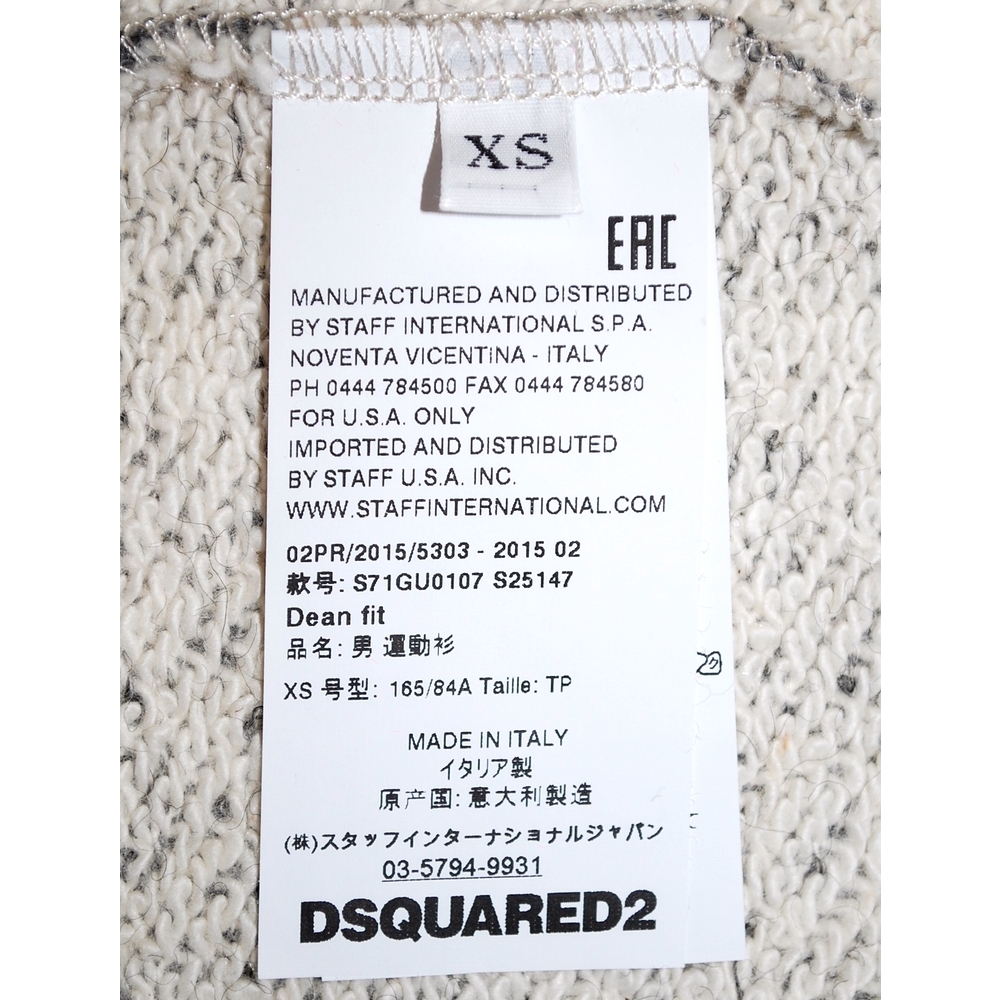 XS
EAC
MANUFACTURED AND DISTRIBUTED
BY STAFF INTERNATIONAL S.P.A.
NOVENTA VICENTINA - ITALY
PH 0444 784500 FAX 0444 784580
FOR U.S.A. ONLY
IMPORTED AND DISTRIBUTED
BY STAFF U.S.A. INC.
WWW.STAFFINTERNATIONAL.COM
02PR/2015/5303 - 2015 02
款号: S71GU0107 S25147
Dean fit
品名: 男 運動衫
XS 号型: 165/84A Taille: TP
MADE IN ITALY
イタリア製
原产国: 意大利製造
(株)スタッフインターナショナルジャパン
03-5794-9931
DSQUARED2